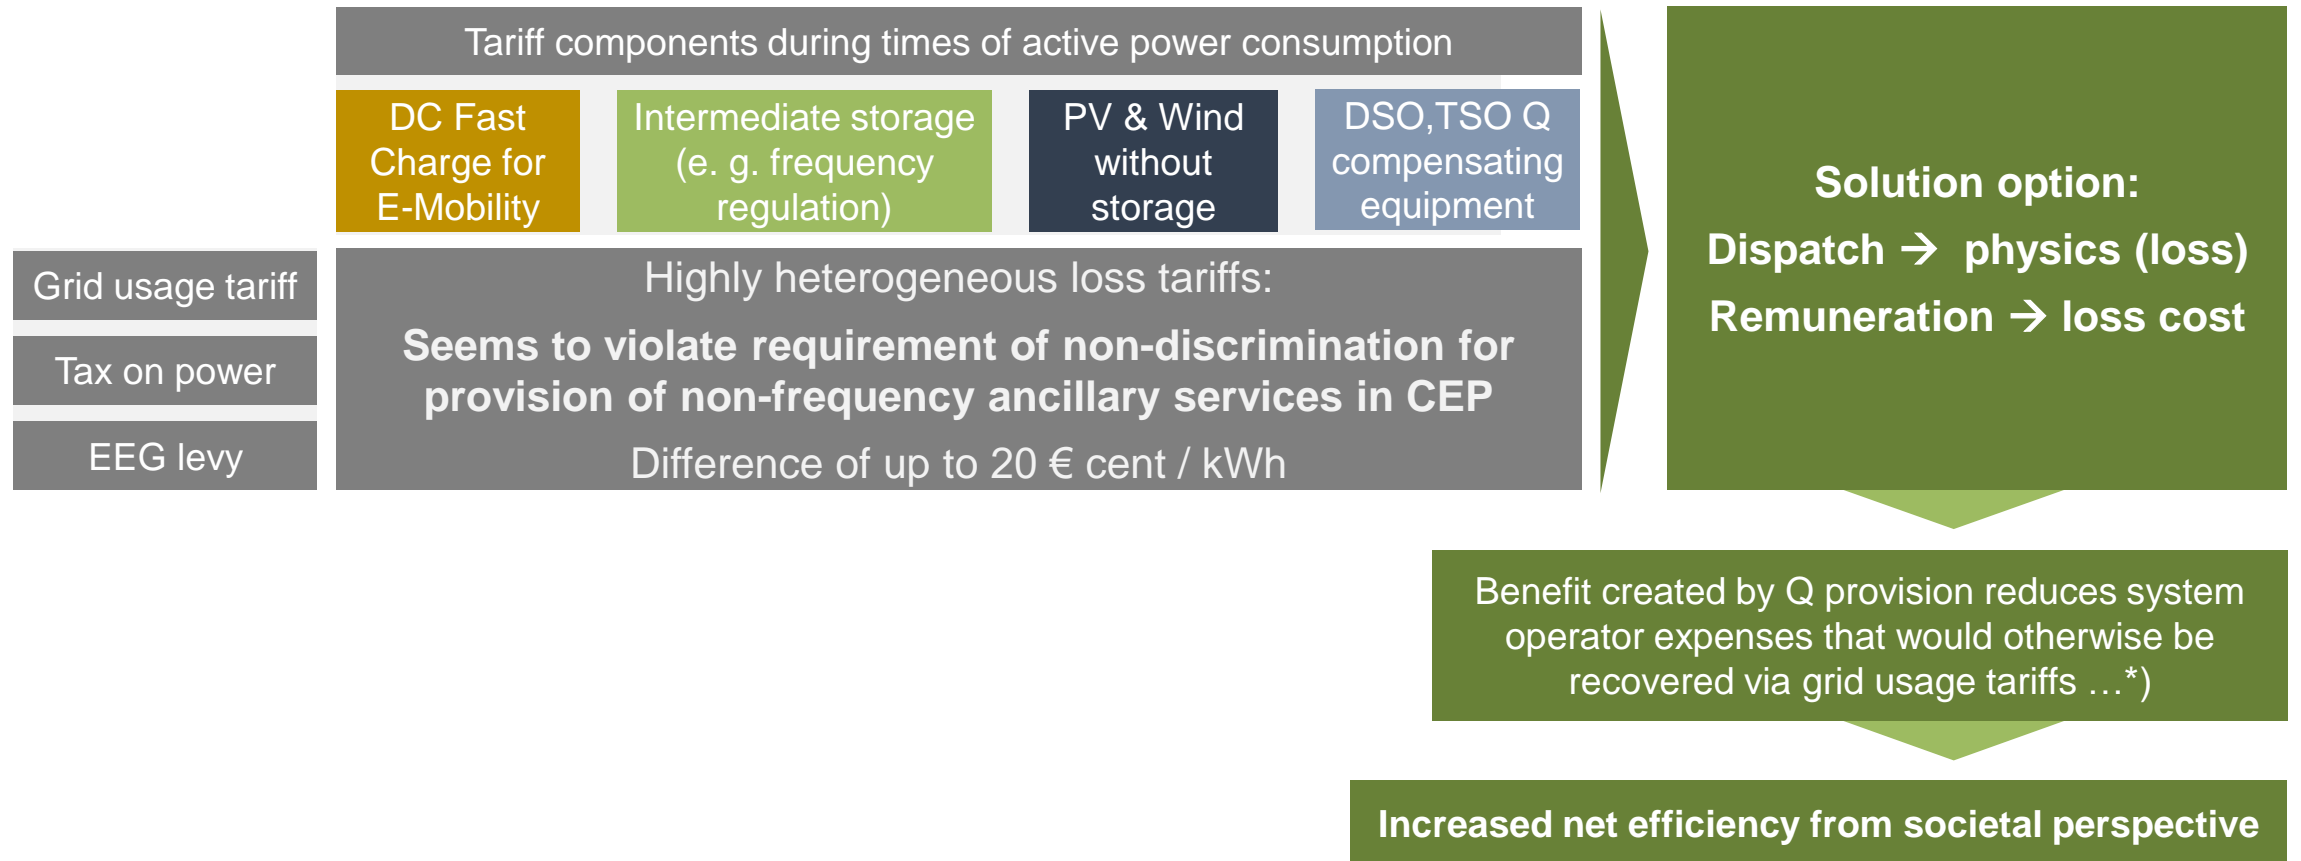 Tariff components during times of active power consumption
DC Fast
Charge for
E-Mobility
Intermediate storage
(e. g. frequency
regulation)
PV & Wind
without
storage
DSO,TSO Q
compensating
equipment
Grid usage tariff
Tax on power
EEG levy
Highly heterogeneous loss tariffs:
Seems to violate requirement of non-discrimination for
provision of non-frequency ancillary services in CEP
Difference of up to 20 € cent / kWh
Solution option:
Dispatch → physics (loss)
Remuneration → loss cost
Benefit created by Q provision reduces system
operator expenses that would otherwise be
recovered via grid usage tariffs …*)
Increased net efficiency from societal perspective